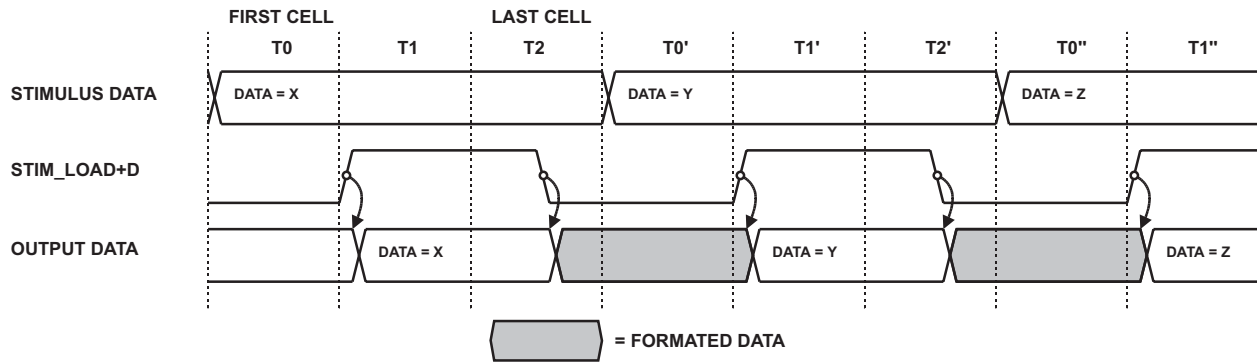 FIRST CELL LAST CELL
T0 T1 T2 T0' T1' T2' T0" T1"
STIMULUS DATA DATA = X DATA = Y DATA = Z
STIM_LOAD+D
OUTPUT DATA DATA = X DATA = Y DATA = Z
= FORMATED DATA